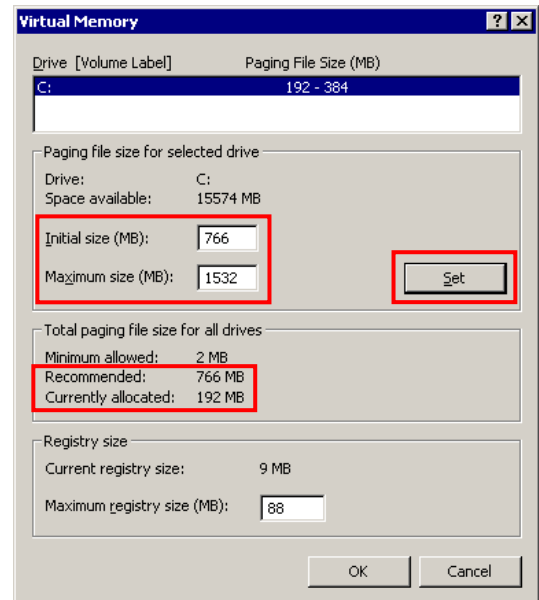 Virtual Memory
Drive [Volume Label] Paging File Size (MB)
C: 192 - 384
Paging file size for selected drive
Drive: C:
Space available: 15574 MB
Initial size (MB): 766
Maximum size (MB): 1532
Set
Total paging file size for all drives
Minimum allowed: 2 MB
Recommended: 766 MB
Currently allocated: 192 MB
Registry size
Current registry size: 9 MB
Maximum registry size (MB): 88
OK Cancel